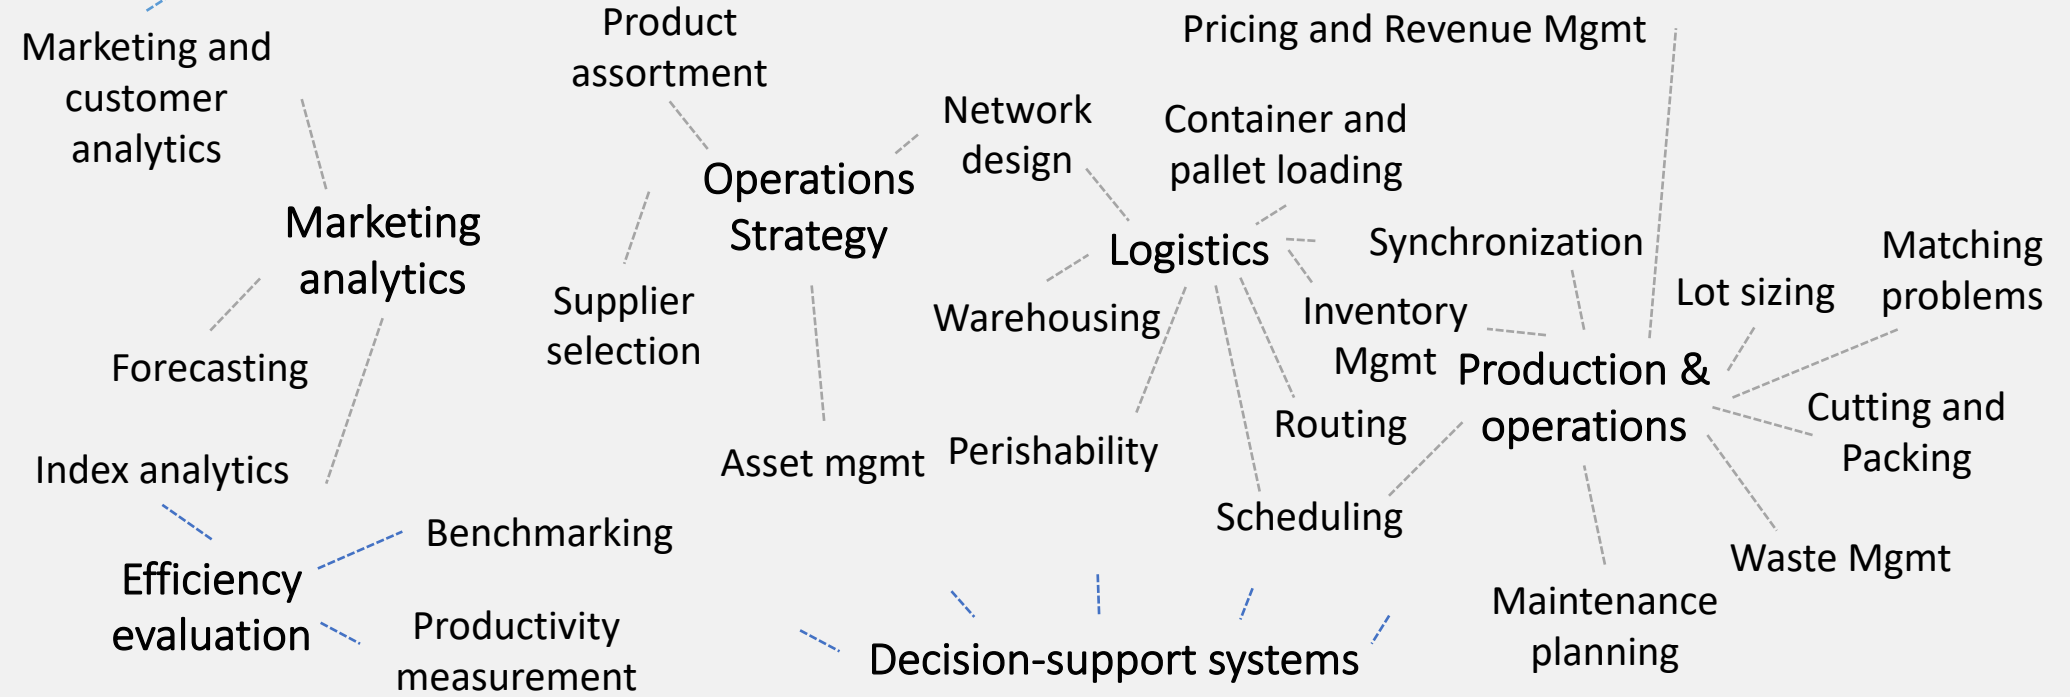 Marketing and
customer
analytics
Product
assortment
Pricing and Revenue Mgmt
Network
design
Container and
pallet loading
Operations
Strategy
Marketing
analytics
Logistics
Synchronization
Matching
problems
Lot sizing
Supplier
selection
Warehousing
Inventory
Mgmt
Forecasting
Production &
operations
Cutting and
Packing
Routing
Index analytics
Asset mgmt
Perishability
Scheduling
Benchmarking
Efficiency
evaluation
Waste Mgmt
Maintenance
planning
Productivity
measurement
Decision-support systems